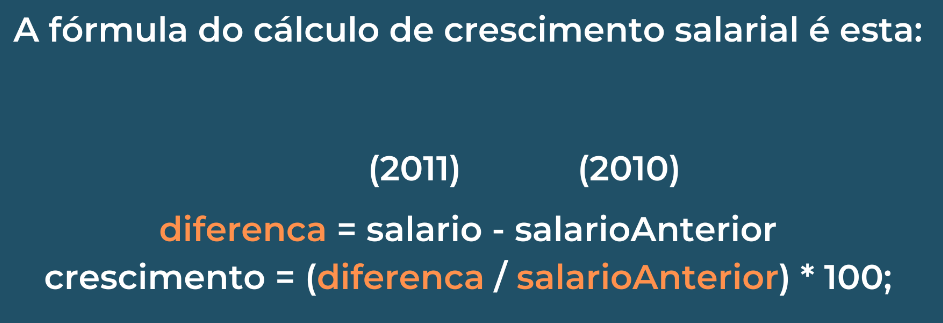 A fórmula do cálculo de crescimento salarial é esta:
(2011) (2010)
diferenca = salario - salarioAnterior
crescimento = (diferenca / salarioAnterior) * 100;